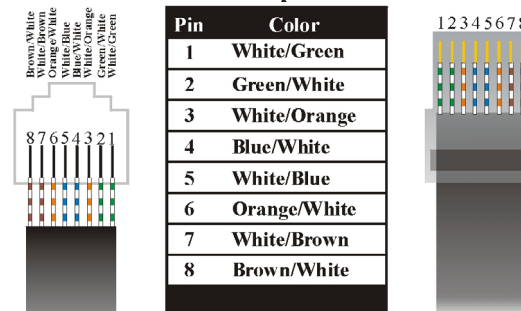 Brown/White
White/Brown
Orange/White
White/Blue
Blue/White
White/Orange
Green/White
White/Green
87654321
Pin Color
1 White/Green
2 Green/White
3 White/Orange
4 Blue/White
5 White/Blue
6 Orange/White
7 White/Brown
8 Brown/White
12345678